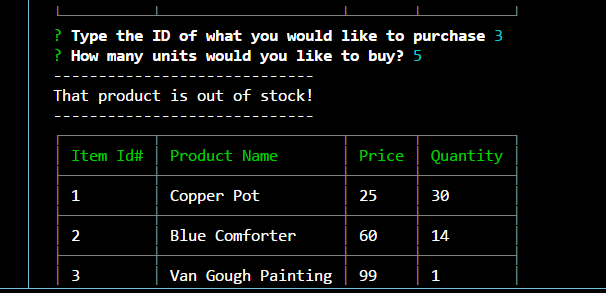 ? Type the ID of what you would like to purchase 3
? How many units would you like to buy? 5
-----------------------------
That product is out of stock!
-----------------------------
Item Id# Product Name Price Quantity
1 Copper Pot 25 30
2 Blue Comforter 60 14
3 Van Gough Painting 99 1